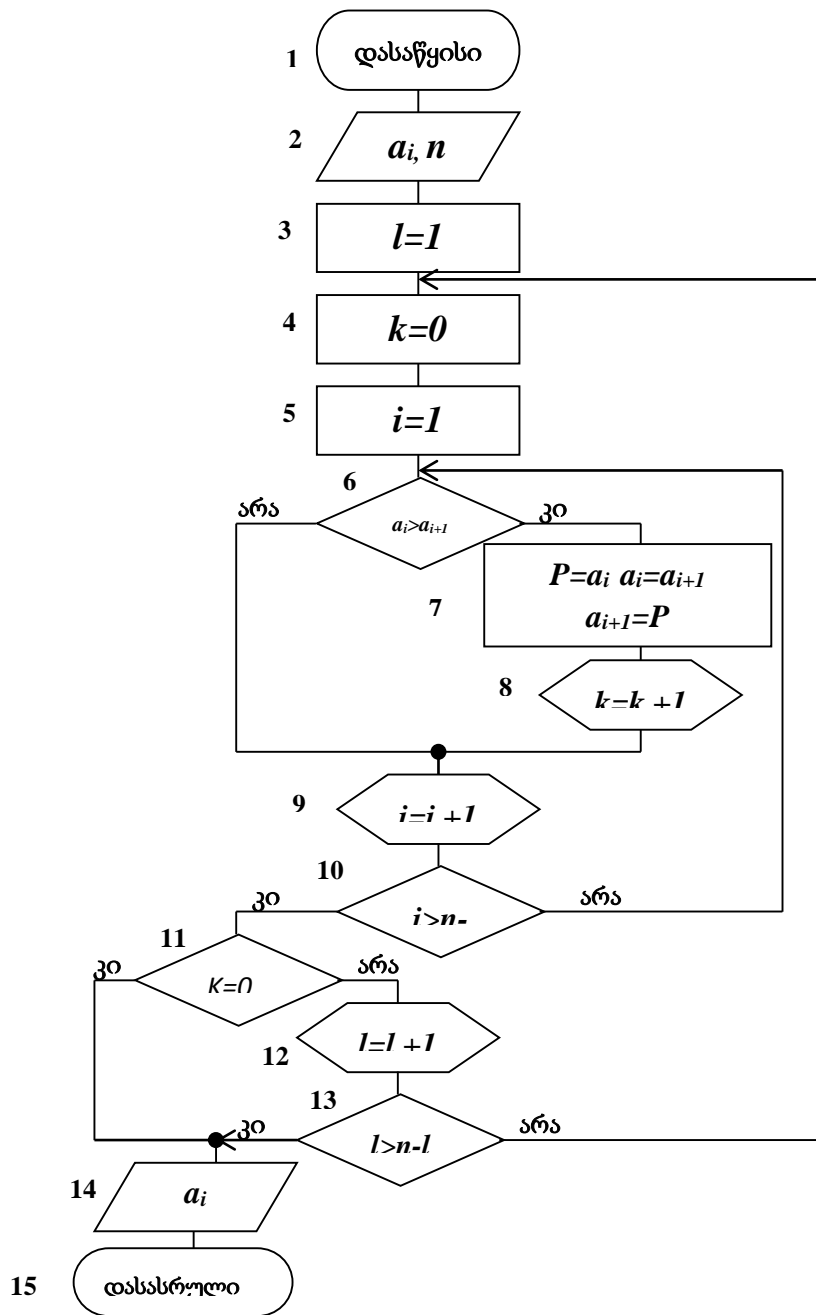 1 დასაწყისი
2 aᵢ, n
3 l=1
4 k=0
5 i=1
6
არა aᵢ>aᵢ₊₁ კი
P=aᵢ aᵢ=aᵢ₊₁
7 aᵢ₊₁=P
8 k=k +1
9 i=i +1
10
კი i>n- არა
11
კი K=0 არა
12 l=l +1
13
კი l>n-l არა
14 aᵢ
15 დასასრული